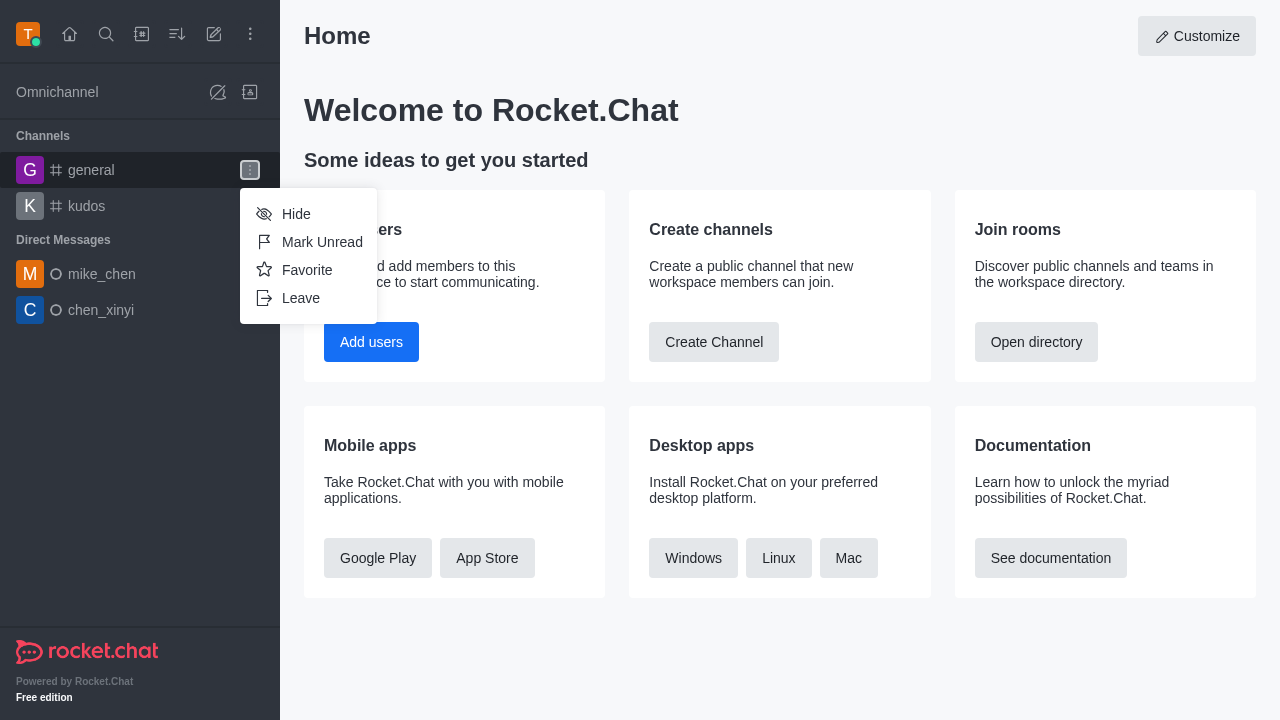 T
Home
Customize
Omnichannel
Welcome to Rocket.Chat
Channels
Some ideas to get you started
G general
K kudos
Direct Messages
M mike_chen
C chen_xinyi
Hide
Mark Unread
Favorite
Leave
ers
d add members to this
ce to start communicating.
Add users
Create channels
Create a public channel that new
workspace members can join.
Create Channel
Join rooms
Discover public channels and teams in
the workspace directory.
Open directory
Mobile apps
Take Rocket.Chat with you with mobile
applications.
Google Play
App Store
Desktop apps
Install Rocket.Chat on your preferred
desktop platform.
Windows
Linux
Mac
Documentation
Learn how to unlock the myriad
possibilities of Rocket.Chat.
See documentation
rocket.chat
Powered by Rocket.Chat
Free edition